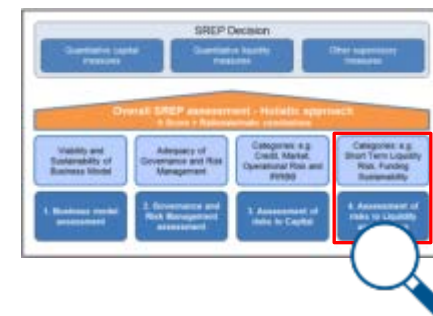 SREP Decision
Quantitative capital
measures
Quantitative liquidity
measures
Other supervisory
measures
Overall SREP assessment - Holistic approach
Viability and
Sustainability of
Business Model
Adequacy of
Governance and Risk
Management
Categories: e.g.
Credit, Market,
Operational Risk and
IRRBB
Categories: e.g.
Short Term Liquidity
Risk, Funding
Sustainability
1. Business model
assessment
2. Governance and
Risk Management
assessment
3. Assessment of
risks to Capital
4. Assessment of
risks to Liquidity